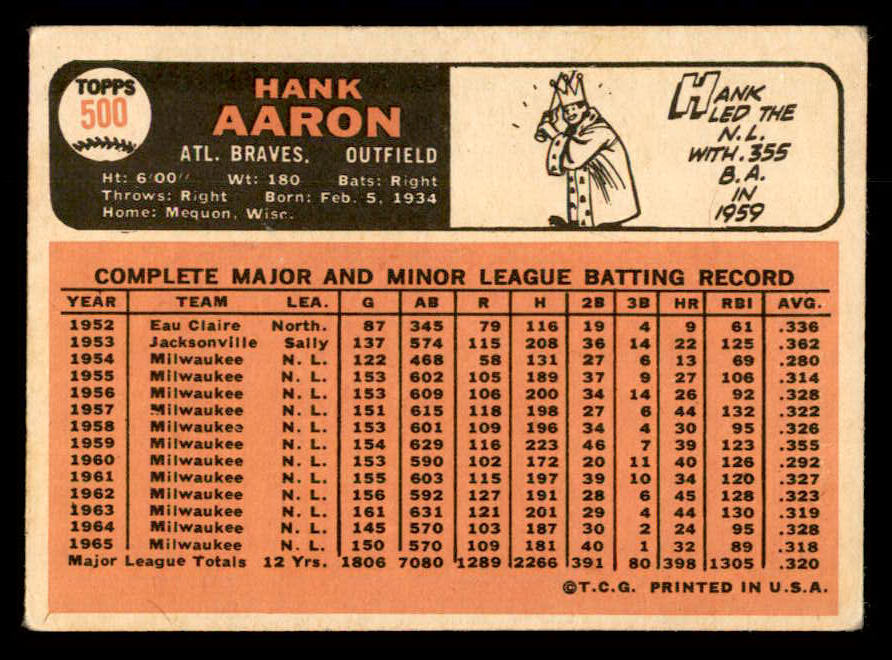 TOPPS
500
HANK
AARON
ATL. BRAVES. OUTFIELD
Ht: 6'00" Wt: 180 Bats: Right
Throws: Right Born: Feb. 5, 1934
Home: Mequon, Wisc.
HANK
LED THE
N.L.
WITH .355
B.A.
IN
1959
COMPLETE MAJOR AND MINOR LEAGUE BATTING RECORD
YEAR TEAM LEA. G AB R H 2B 3B HR RBI AVG.
1952 Eau Claire North. 87 345 79 116 19 4 9 61 .336
1953 Jacksonville Sally 137 574 115 208 36 14 22 125 .362
1954 Milwaukee N. L. 122 468 58 131 27 6 13 69 .280
1955 Milwaukee N. L. 153 602 105 189 37 9 27 106 .314
1956 Milwaukee N. L. 153 609 106 200 34 14 26 92 .328
1957 Milwaukee N. L. 151 615 118 198 27 6 44 132 .322
1958 Milwaukee N. L. 153 601 109 196 34 4 30 95 .326
1959 Milwaukee N. L. 154 629 116 223 46 7 39 123 .355
1960 Milwaukee N. L. 153 590 102 172 20 11 40 126 .292
1961 Milwaukee N. L. 155 603 115 197 39 10 34 120 .327
1962 Milwaukee N. L. 156 592 127 191 28 6 45 128 .323
1963 Milwaukee N. L. 161 631 121 201 29 4 44 130 .319
1964 Milwaukee N. L. 145 570 103 187 30 2 24 95 .328
1965 Milwaukee N. L. 150 570 109 181 40 1 32 89 .318
Major League Totals 12 Yrs. 1806 7080 1289 2266 391 80 398 1305 .320
©T.C.G. PRINTED IN U.S.A.